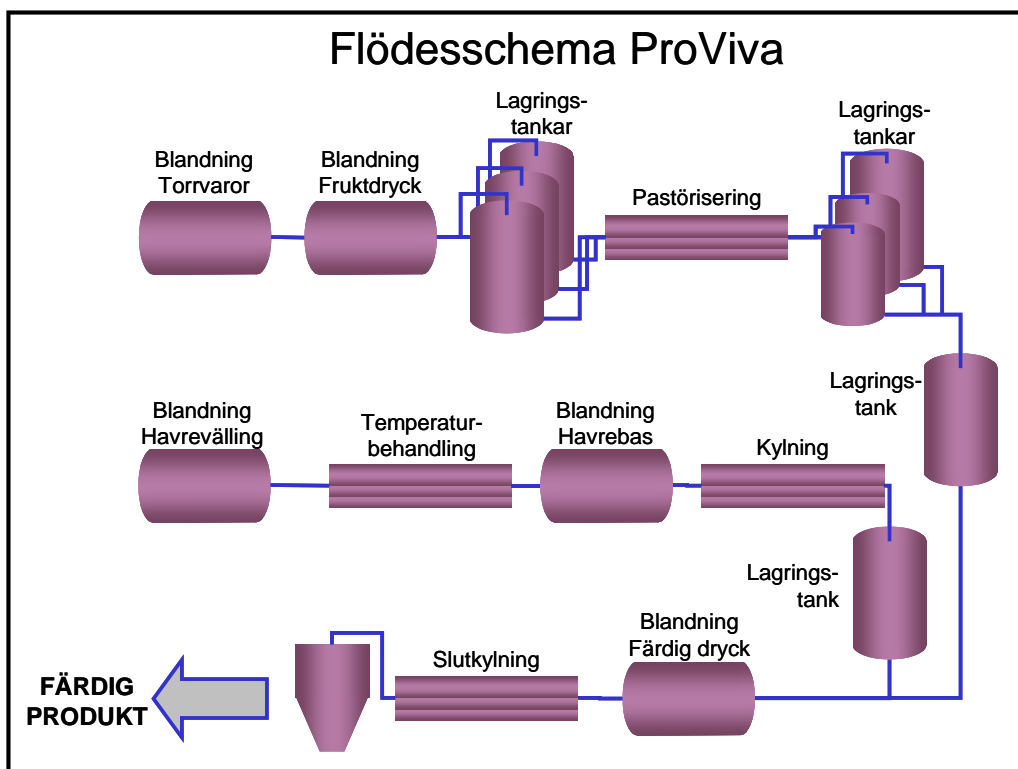 Flödesschema ProViva
Lagrings-
tankar
Lagrings-
tankar
Blandning
Torrvaror
Blandning
Fruktdryck
Pastörisering
Lagrings-
tank
Blandning
Havrevälling
Temperatur-
behandling
Blandning
Havrebas
Kylning
Lagrings-
tank
Blandning
Färdig dryck
Slutkylning
FÄRDIG
PRODUKT